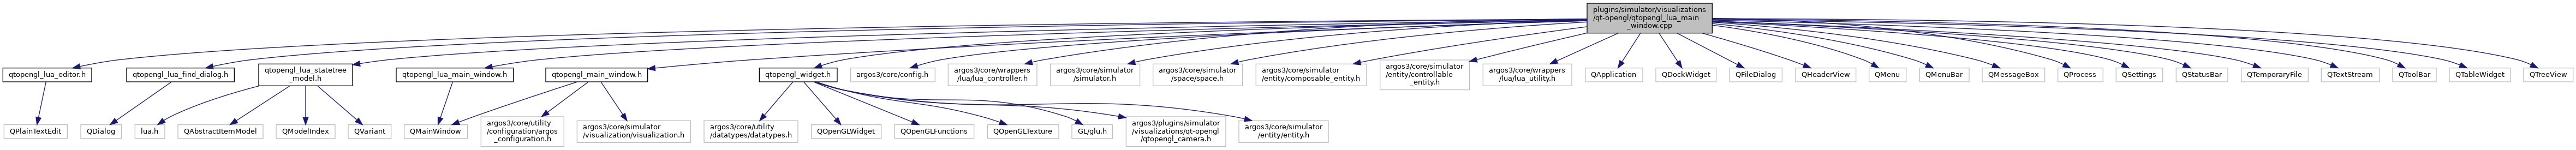 plugins/simulator/visualizations
/qt-opengl/qtopengl_lua_main
_window.cpp
qtopengl_lua_editor.h
qtopengl_lua_find_dialog.h
qtopengl_lua_statetree
_model.h
qtopengl_lua_main_window.h
qtopengl_main_window.h
qtopengl_widget.h
argos3/core/config.h
argos3/core/wrappers
/lua/lua_controller.h
argos3/core/simulator
/simulator.h
argos3/core/simulator
/space/space.h
argos3/core/simulator
/entity/composable_entity.h
argos3/core/simulator
/entity/controllable
_entity.h
argos3/core/wrappers
/lua/lua_utility.h
QApplication
QDockWidget
QFileDialog
QHeaderView
QMenu
QMenuBar
QMessageBox
QProcess
QSettings
QStatusBar
QTemporaryFile
QTextStream
QToolBar
QTableWidget
QTreeView
QPlainTextEdit
QDialog
lua.h
QAbstractItemModel
QModelIndex
QVariant
QMainWindow
argos3/core/utility
/configuration/argos
_configuration.h
argos3/core/simulator
/visualization/visualization.h
argos3/core/utility
/datatypes/datatypes.h
QOpenGLWidget
QOpenGLFunctions
QOpenGLTexture
GL/glu.h
argos3/plugins/simulator
/visualizations/qt-opengl
/qtopengl_camera.h
argos3/core/simulator
/entity/entity.h